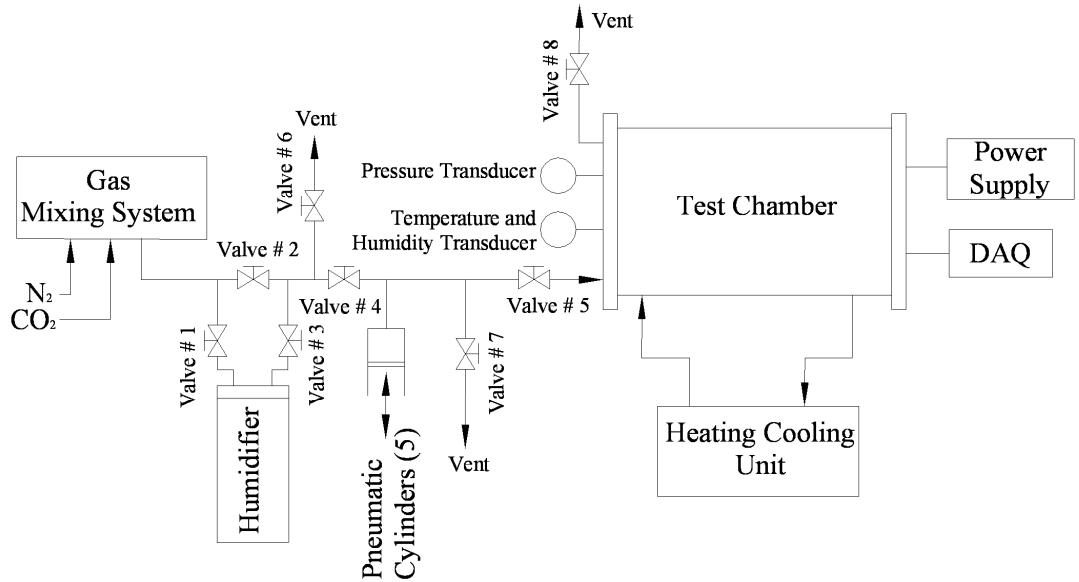 Vent
Valve # 8
Vent
Valve # 6
Gas
Mixing System
Pressure Transducer
Temperature and
Humidity Transducer
Test Chamber
Power
Supply
DAQ
Valve # 2
Valve # 4
Valve # 5
N₂
CO₂
Valve # 1
Valve # 3
Valve # 7
Humidifier
Pneumatic
Cylinders (5)
Vent
Heating Cooling
Unit